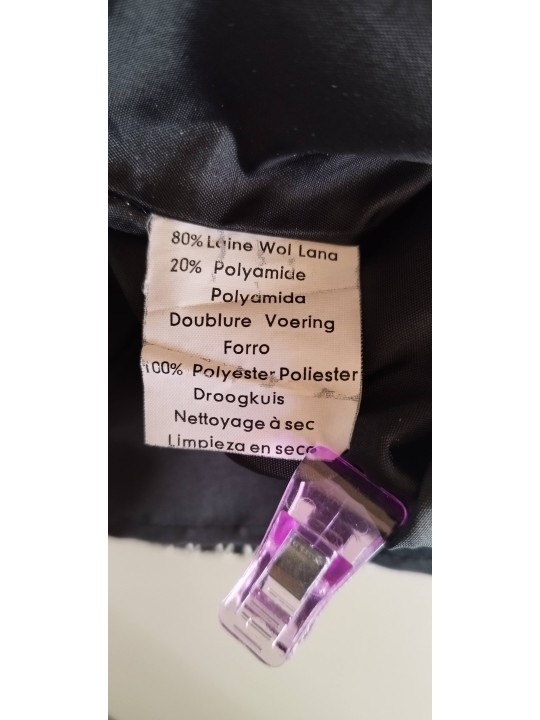 80% Laine Wol Lana
20% Polyamide
Polyamida
Doublure Voering
Forro
100% Polyester Poliester
Droogkuis
Nettoyage à sec
Limpieza en seco